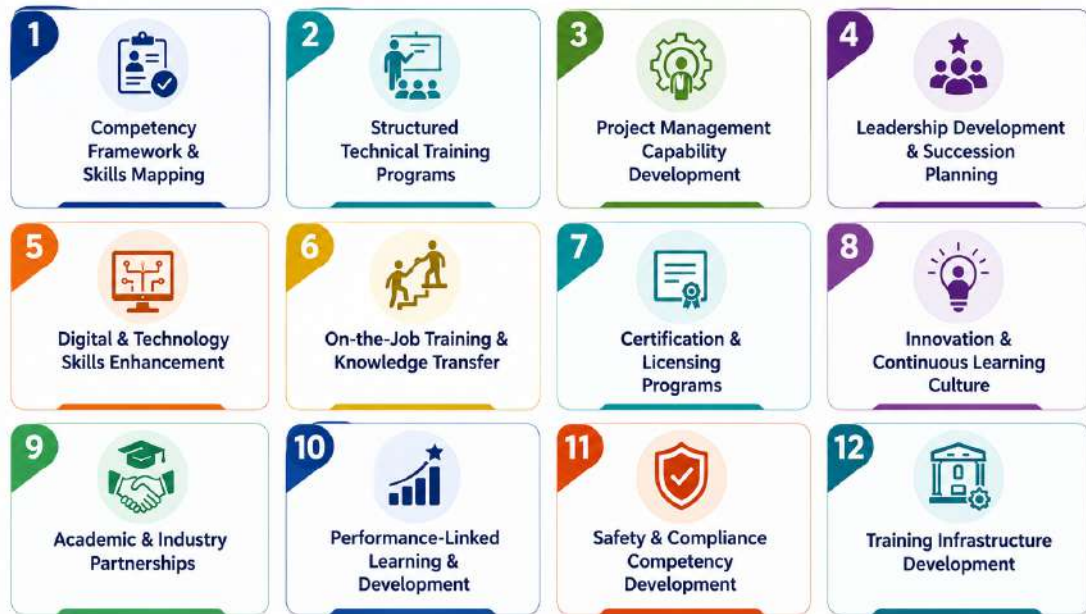 1
Competency
Framework &
Skills Mapping
2
Structured
Technical Training
Programs
3
Project Management
Capability
Development
4
Leadership Development
& Succession
Planning
5
Digital & Technology
Skills Enhancement
6
On-the-Job Training &
Knowledge Transfer
7
Certification &
Licensing
Programs
8
Innovation &
Continuous Learning
Culture
9
Academic & Industry
Partnerships
10
Performance-Linked
Learning &
Development
11
Safety & Compliance
Competency
Development
12
Training Infrastructure
Development